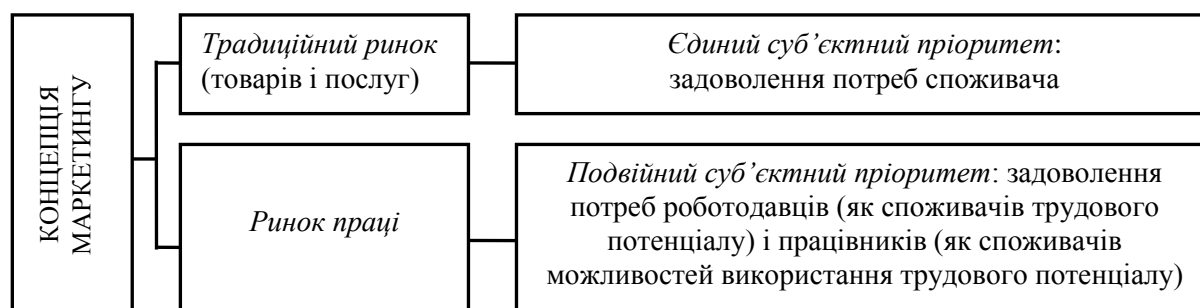 КОНЦЕПЦІЯ
МАРКЕТИНГУ
Традиційний ринок
(товарів і послуг)
Єдиний суб’єктний пріоритет:
задоволення потреб споживача
Ринок праці
Подвійний суб’єктний пріоритет: задоволення
потреб роботодавців (як споживачів трудового
потенціалу) і працівників (як споживачів
можливостей використання трудового потенціалу)